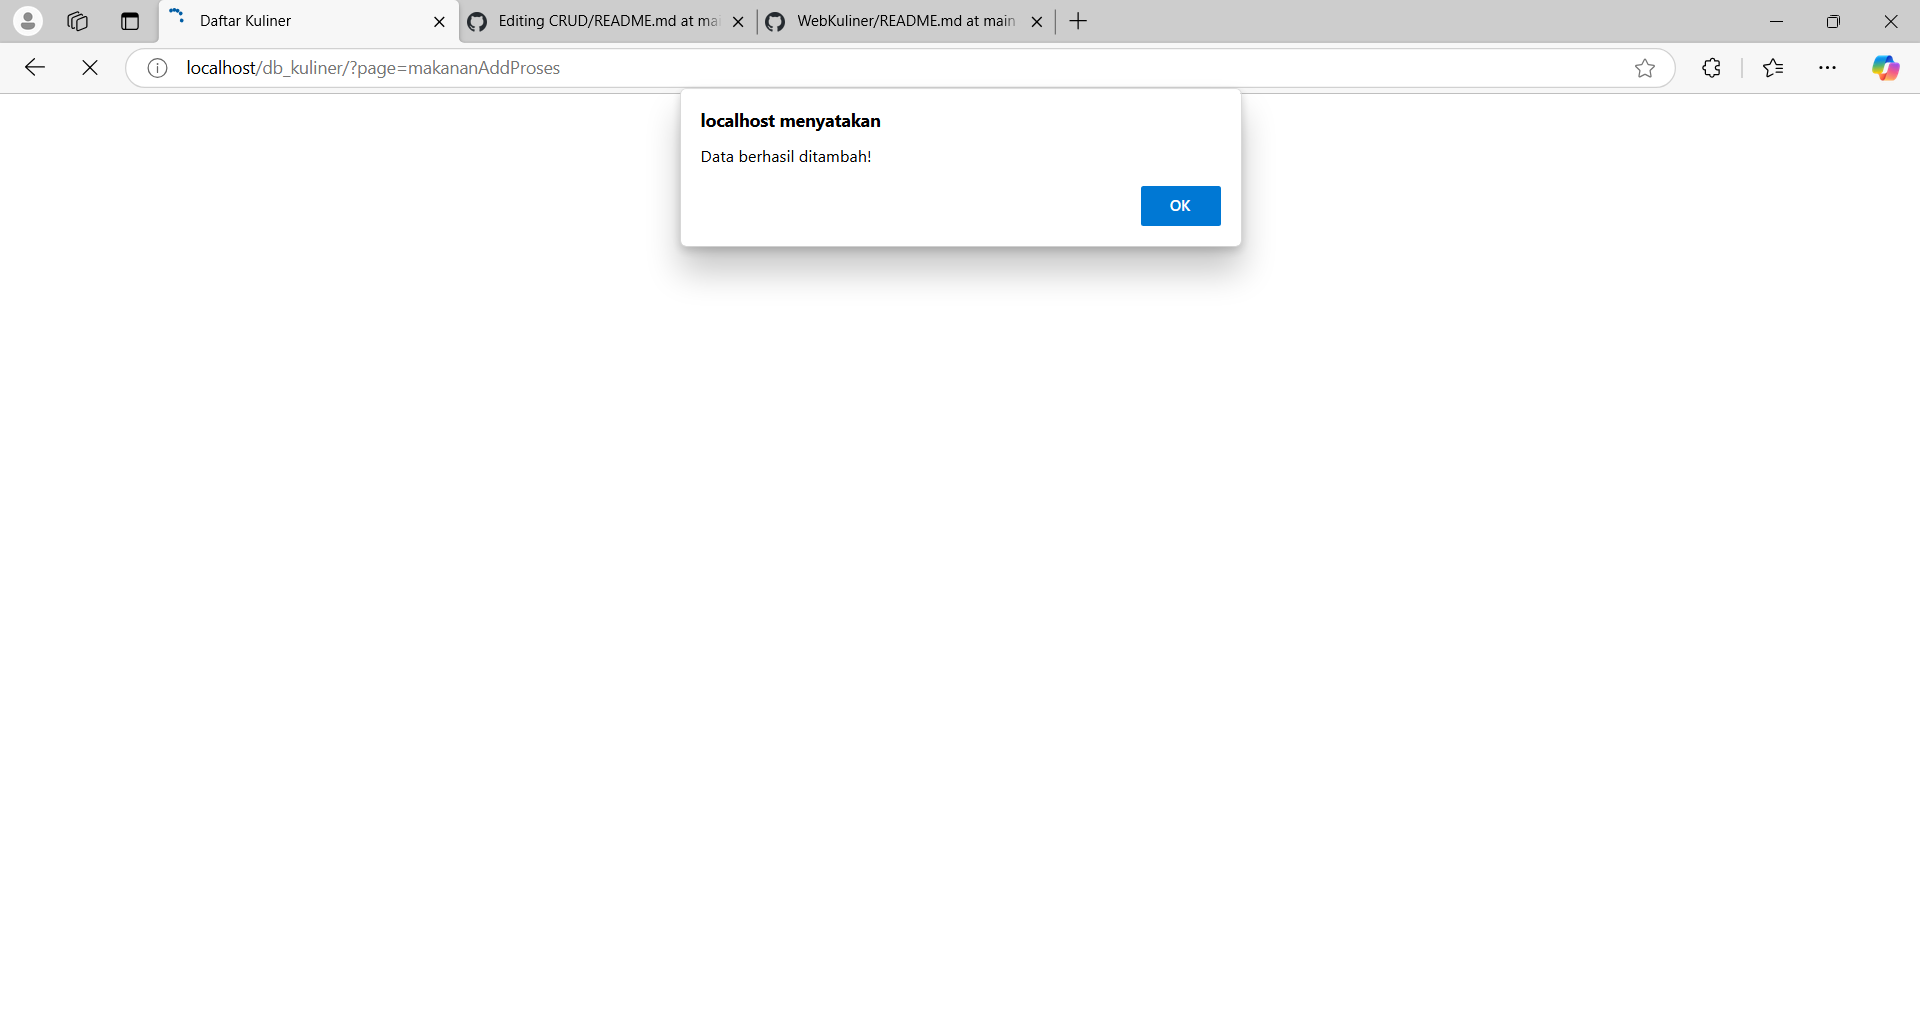 Daftar Kuliner
Editing CRUD/README.md at mai
WebKuliner/README.md at main
localhost/db_kuliner/?page=makananAddProses
localhost menyatakan
Data berhasil ditambah!
OK